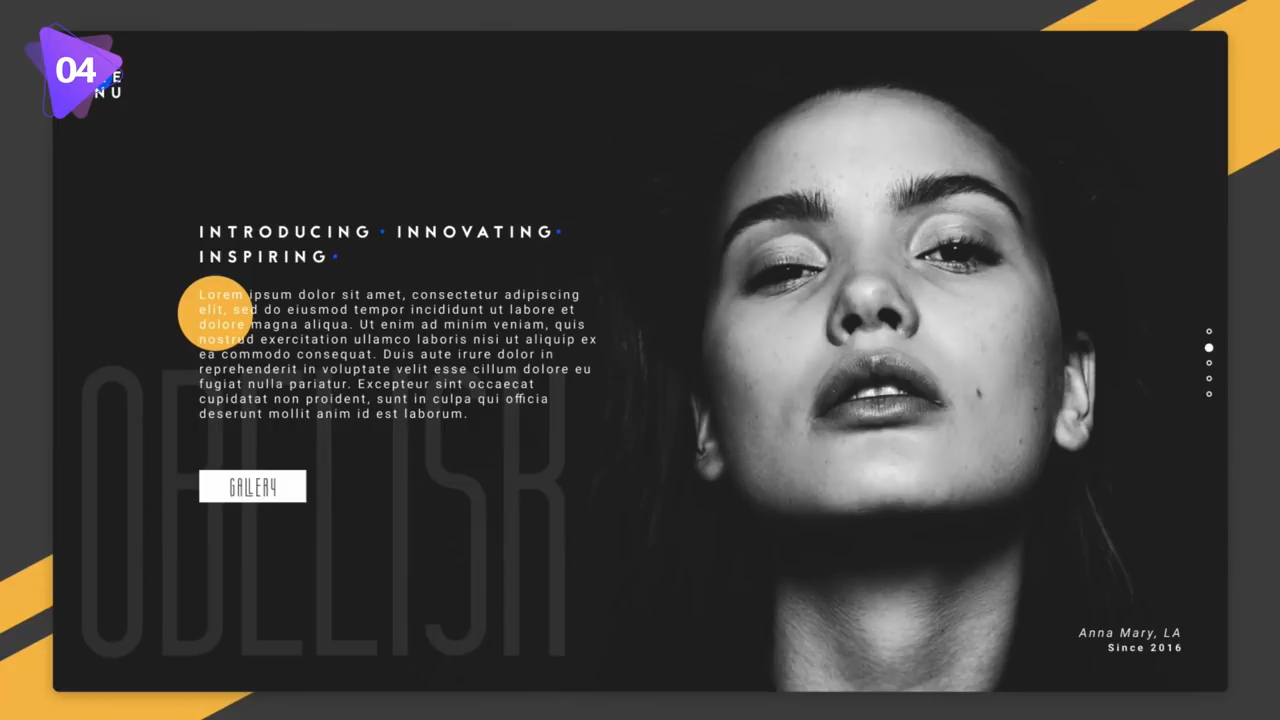 04
E
NU
INTRODUCING • INNOVATING•
INSPIRING•
Lorem ipsum dolor sit amet, consectetur adipiscing
elit, sed do eiusmod tempor incididunt ut labore et
dolore magna aliqua. Ut enim ad minim veniam, quis
nostrud exercitation ullamco laboris nisi ut aliquip ex
ea commodo consequat. Duis aute irure dolor in
reprehenderit in voluptate velit esse cillum dolore eu
fugiat nulla pariatur. Excepteur sint occaecat
cupidatat non proident, sunt in culpa qui officia
deserunt mollit anim id est laborum.
OBELISK
GALLERY
Anna Mary, LA
Since 2016